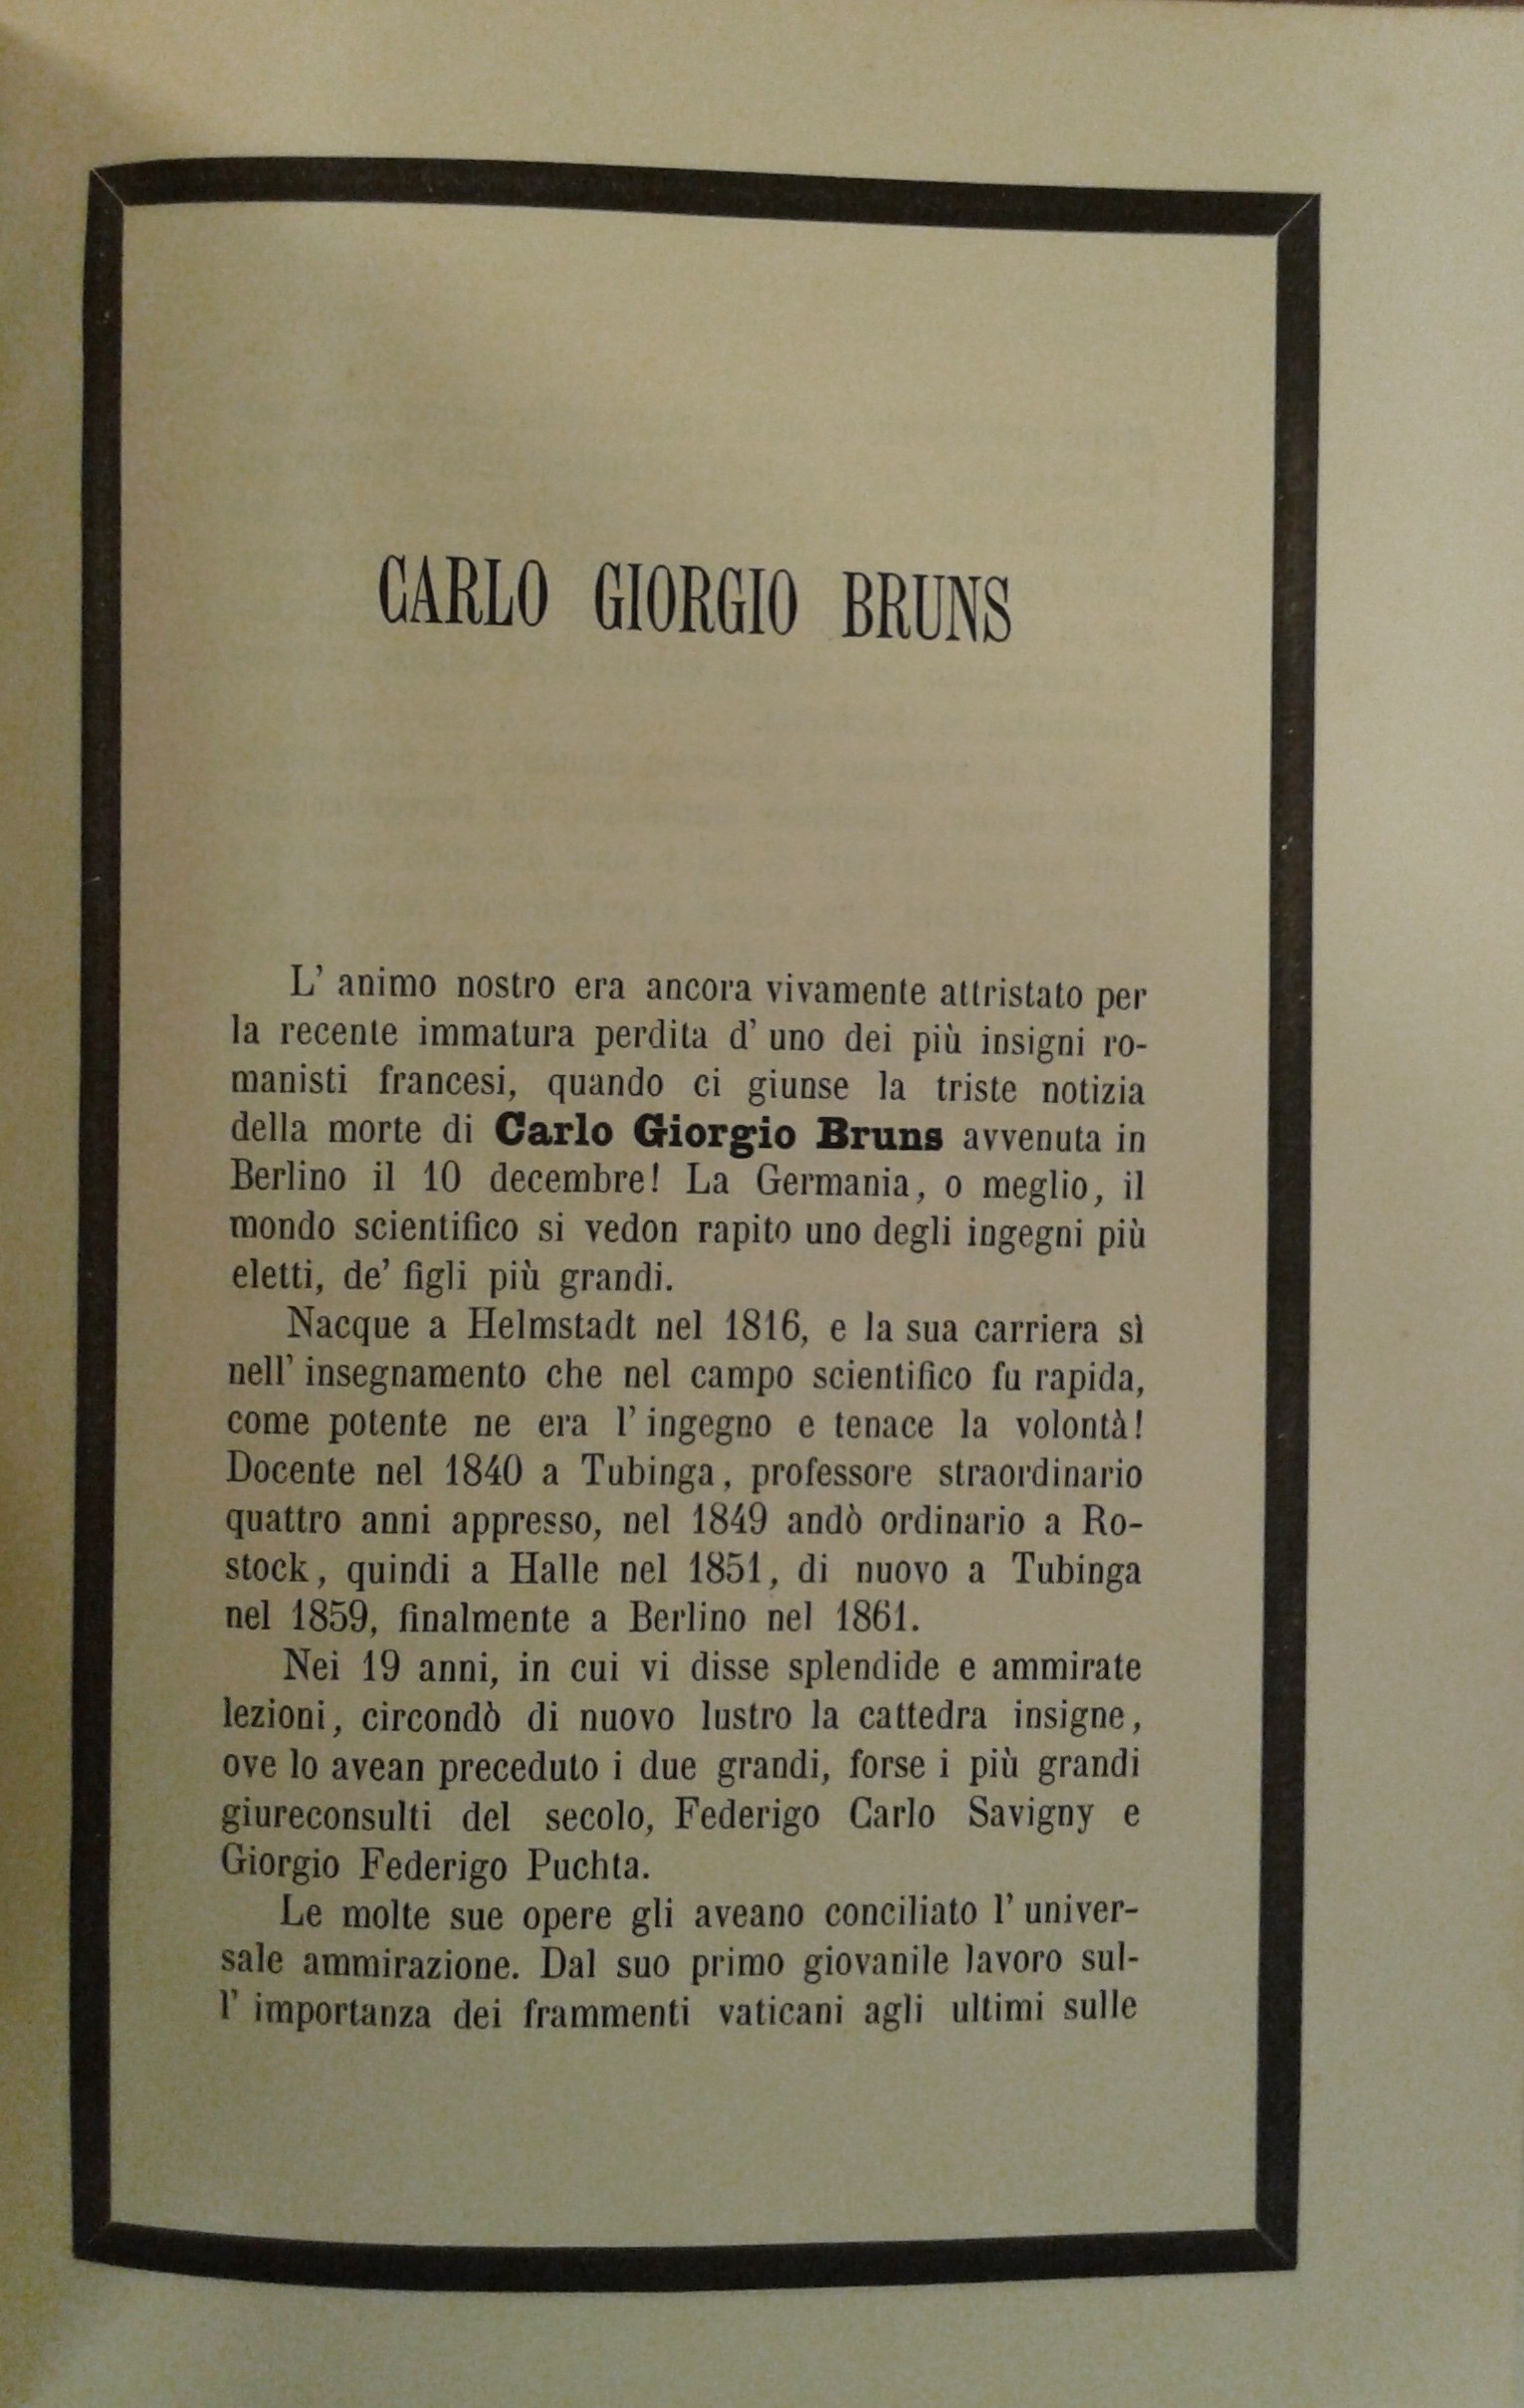 CARLO GIORGIO BRUNS
L' animo nostro era ancora vivamente attristato per
la recente immatura perdita d' uno dei più insigni ro-
manisti francesi, quando ci giunse la triste notizia
della morte di Carlo Giorgio Bruns avvenuta in
Berlino il 10 decembre! La Germania, o meglio, il
mondo scientifico si vedon rapito uno degli ingegni più
eletti, de' figli più grandi.
Nacque a Helmstadt nel 1816, e la sua carriera sì
nell' insegnamento che nel campo scientifico fu rapida,
come potente ne era l' ingegno e tenace la volontà!
Docente nel 1840 a Tubinga, professore straordinario
quattro anni appresso, nel 1849 andò ordinario a Ro-
stock, quindi a Halle nel 1851, di nuovo a Tubinga
nel 1859, finalmente a Berlino nel 1861.
Nei 19 anni, in cui vi disse splendide e ammirate
lezioni, circondò di nuovo lustro la cattedra insigne,
ove lo avean preceduto i due grandi, forse i più grandi
giureconsulti del secolo, Federigo Carlo Savigny e
Giorgio Federigo Puchta.
Le molte sue opere gli aveano conciliato l' univer-
sale ammirazione. Dal suo primo giovanile lavoro sul-
l' importanza dei frammenti vaticani agli ultimi sulle